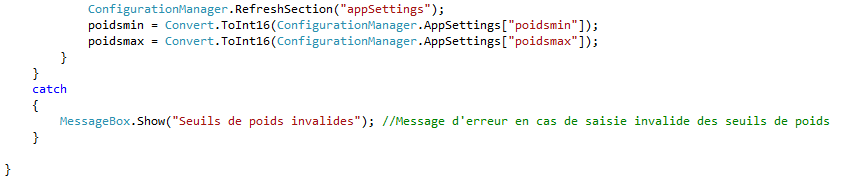 ConfigurationManager.RefreshSection("appSettings");
poidsmin = Convert.ToInt16(ConfigurationManager.AppSettings["poidsmin"]);
poidsmax = Convert.ToInt16(ConfigurationManager.AppSettings["poidsmax"]);
}
}
catch
{
MessageBox.Show("Seuils de poids invalides"); //Message d'erreur en cas de saisie invalide des seuils de poids
}
}